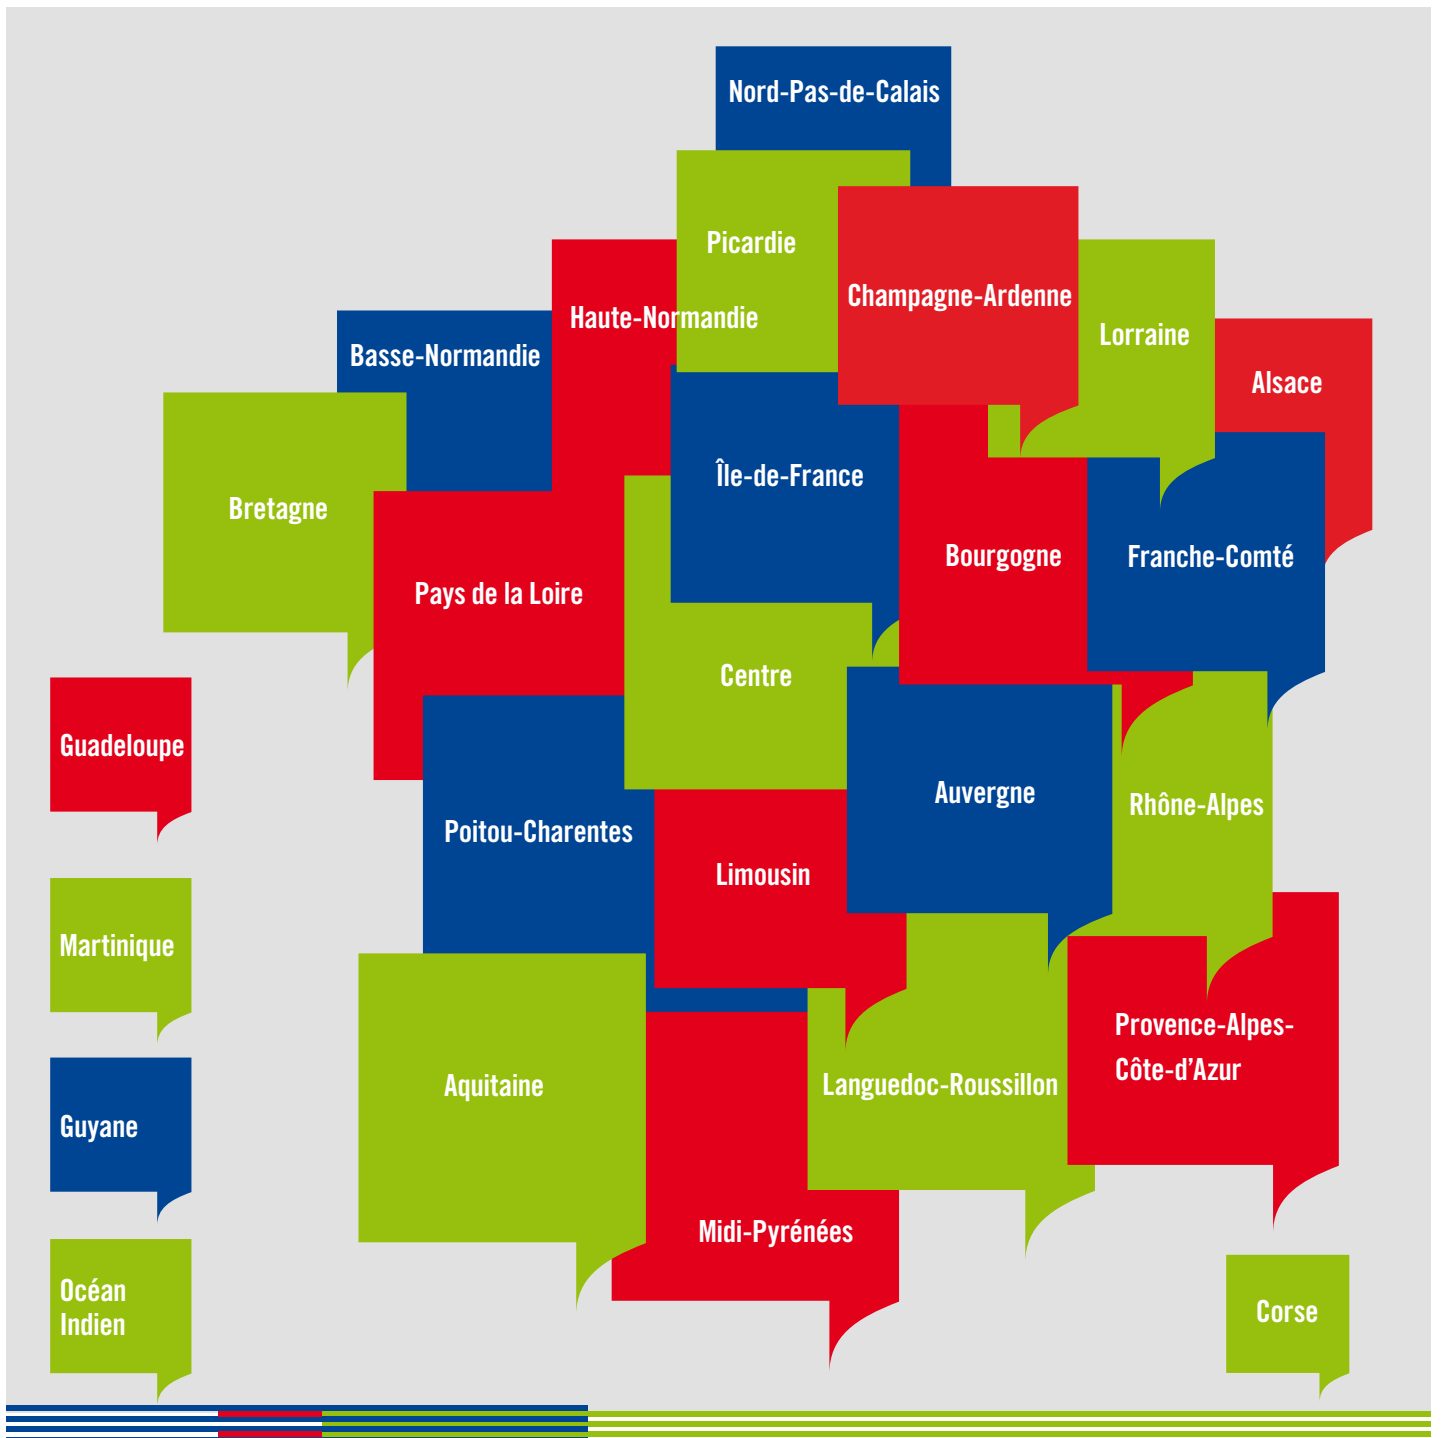 Nord-Pas-de-Calais
Picardie
Champagne-Ardenne
Haute-Normandie
Lorraine
Basse-Normandie
Alsace
Île-de-France
Bretagne
Bourgogne
Franche-Comté
Pays de la Loire
Centre
Guadeloupe
Auvergne
Rhône-Alpes
Poitou-Charentes
Limousin
Martinique
Provence-Alpes-
Côte-d'Azur
Aquitaine
Languedoc-Roussillon
Guyane
Midi-Pyrénées
Océan
Indien
Corse